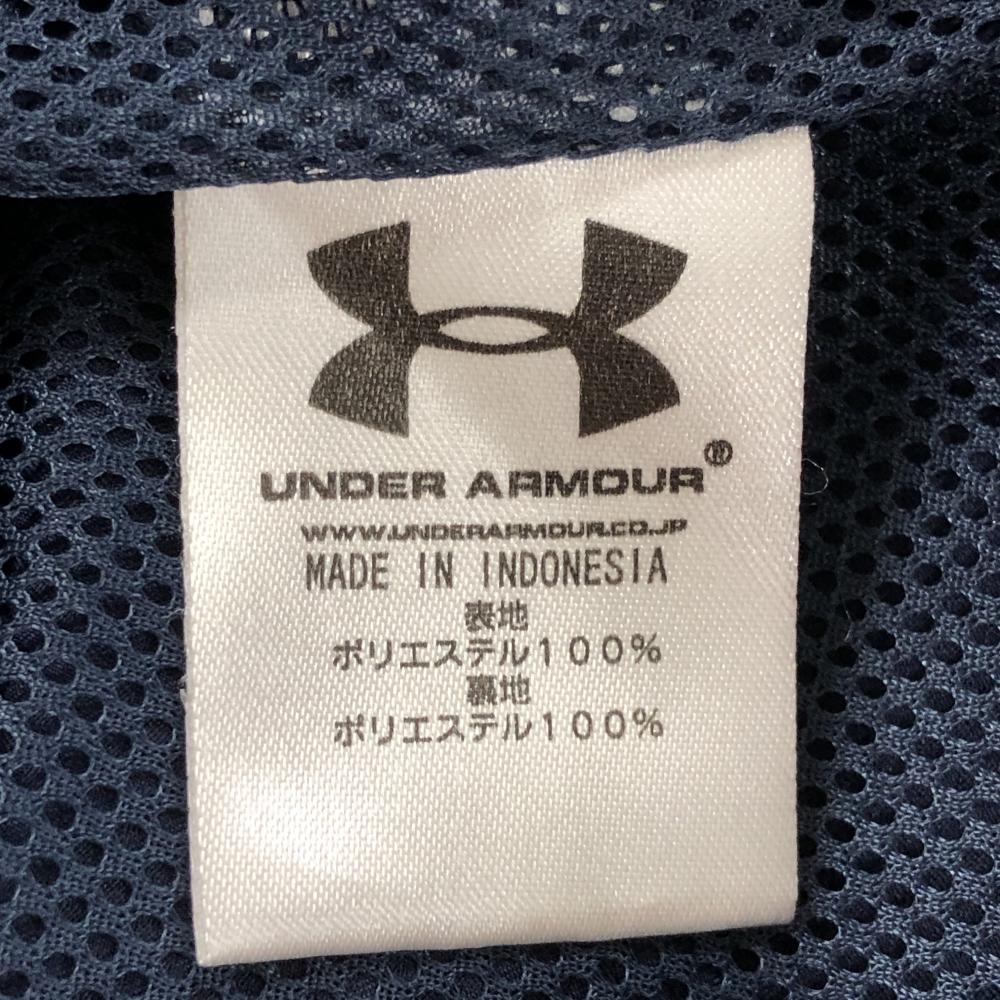 UNDER ARMOUR®
WWW.UNDERARMOUR.CO.JP
MADE IN INDONESIA
表地
ポリエステル100%
裏地
ポリエステル100%